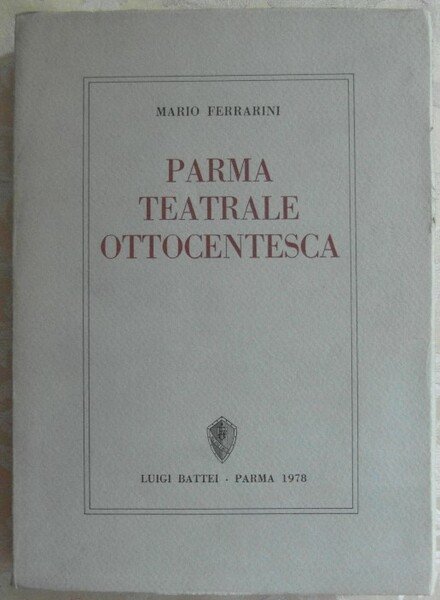 MARIO FERRARINI
PARMA
TEATRALE
OTTOCENTESCA
LUIGI BATTEI · PARMA 1978